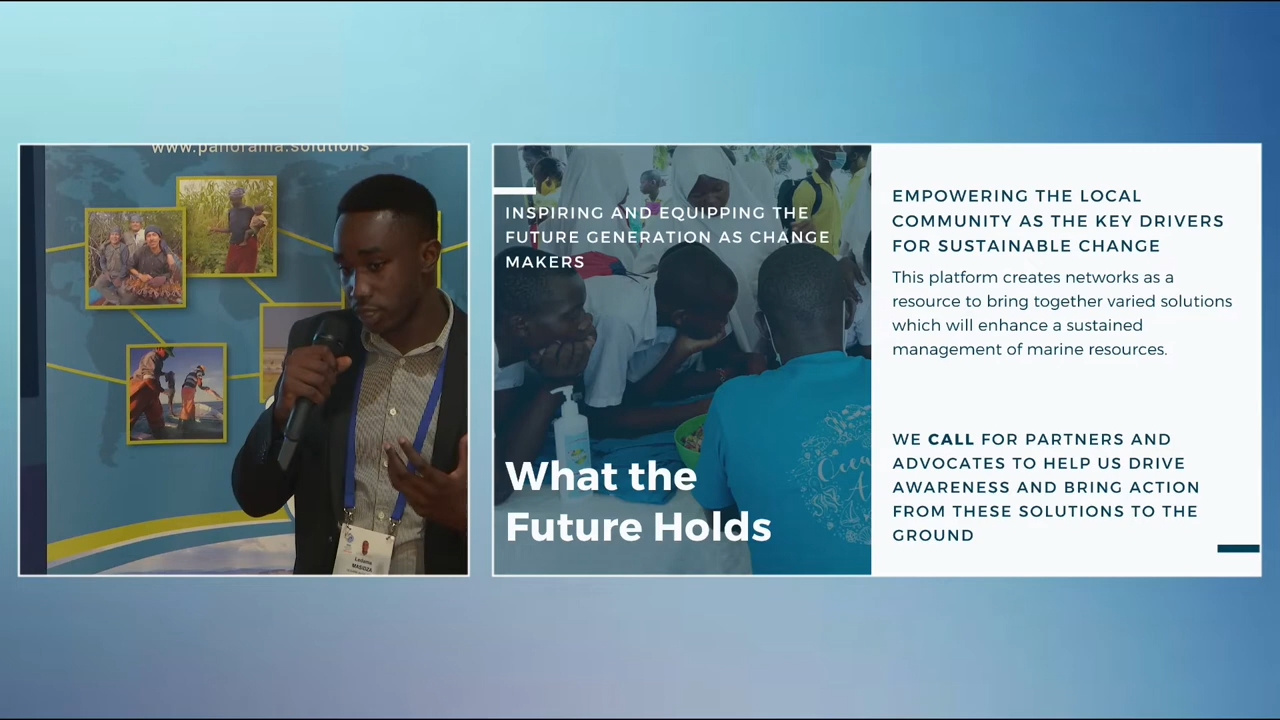 www.panorama.solutions
Ladonis
MASIDZA
INSPIRING AND EQUIPPING THE
FUTURE GENERATION AS CHANGE
MAKERS
What the
Future Holds
EMPOWERING THE LOCAL
COMMUNITY AS THE KEY DRIVERS
FOR SUSTAINABLE CHANGE
This platform creates networks as a
resource to bring together varied solutions
which will enhance a sustained
management of marine resources.
WE CALL FOR PARTNERS AND
ADVOCATES TO HELP US DRIVE
AWARENESS AND BRING ACTION
FROM THESE SOLUTIONS TO THE
GROUND